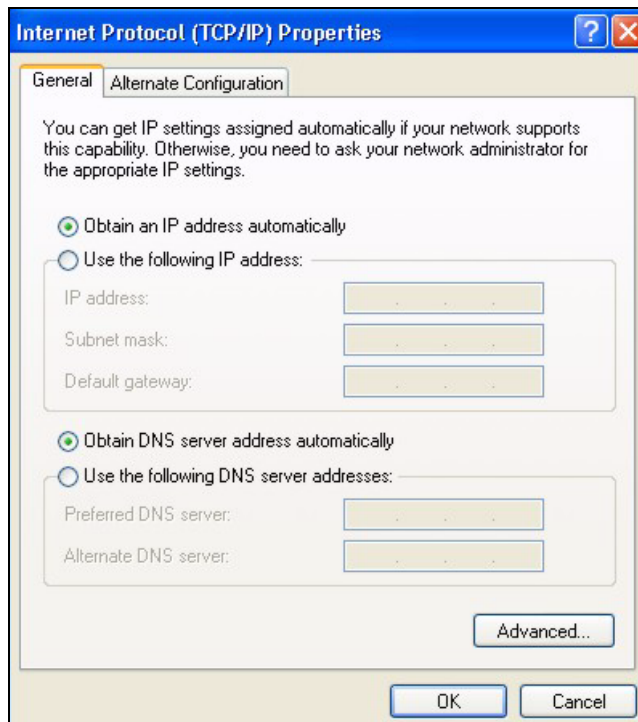 Internet Protocol (TCP/IP) Properties
General
Alternate Configuration
You can get IP settings assigned automatically if your network supports
this capability. Otherwise, you need to ask your network administrator for
the appropriate IP settings.
Obtain an IP address automatically
Use the following IP address:
IP address:
Subnet mask:
Default gateway:
Obtain DNS server address automatically
Use the following DNS server addresses:
Preferred DNS server:
Alternate DNS server:
Advanced...
OK
Cancel